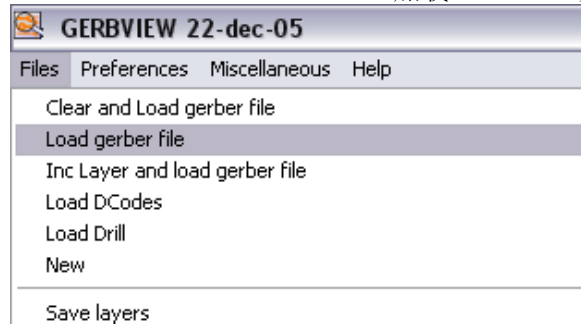 GERBVIEW 22-dec-05
Files Preferences Miscellaneous Help
Clear and Load gerber file
Load gerber file
Inc Layer and load gerber file
Load DCodes
Load Drill
New
Save layers